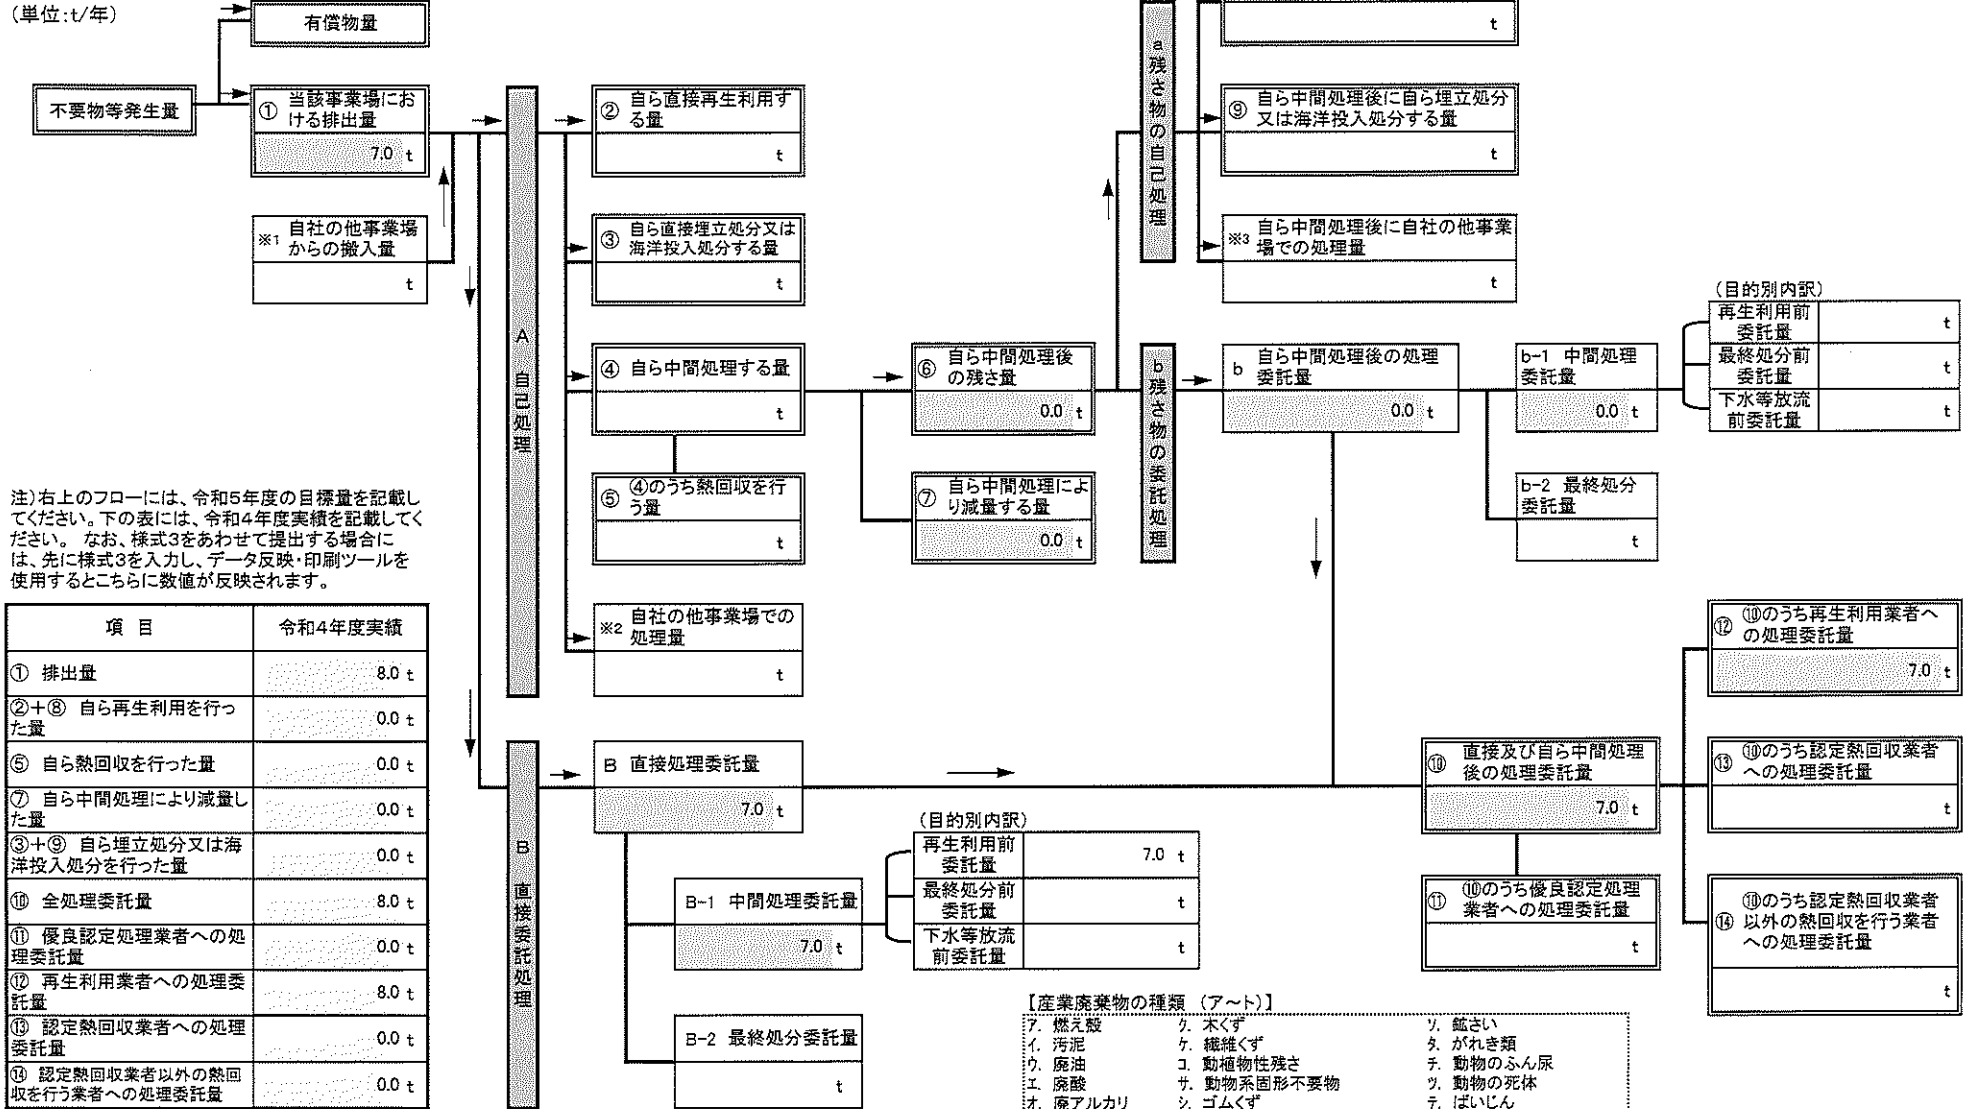 (単位:t/年)
有償物量
不要物等発生量
① 当該事業場にお
ける排出量
7.0 t
※1 自社の他事業場
からの搬入量
t
A 自己処理
② 自ら直接再生利用す
る量
t
③ 自ら直接埋立処分又は
海洋投入処分する量
t
④ 自ら中間処理する量
t
⑤ ④のうち熱回収を行
う量
t
※2 自社の他事業場での
処理量
t
⑥ 自ら中間処理後
の残さ量
0.0 t
⑦ 自ら中間処理によ
り減量する量
0.0 t
a 残さ物の自己処理
t
⑨ 自ら中間処理後に自ら埋立処分
又は海洋投入処分する量
t
※3 自ら中間処理後に自社の他事業
場での処理量
t
b 残さ物の委託処理
b 自ら中間処理後の処理
委託量
0.0 t
b-1 中間処理
委託量
0.0 t
b-2 最終処分
委託量
t
(目的別内訳)
再生利用前
委託量
t
最終処分前
委託量
t
下水等放流
前委託量
t
注)右上のフローには、令和5年度の目標量を記載し
てください。下の表には、令和4年度実績を記載してく
ださい。 なお、様式3をあわせて提出する場合に
は、先に様式3を入力し、データ反映・印刷ツールを
使用するとこちらに数値が反映されます。
項 目 令和4年度実績
① 排出量 8.0 t
②+⑧ 自ら再生利用を行っ
た量 0.0 t
⑤ 自ら熱回収を行った量 0.0 t
⑦ 自ら中間処理により減量し
た量 0.0 t
③+⑨ 自ら埋立処分又は海
洋投入処分を行った量 0.0 t
⑩ 全処理委託量 8.0 t
⑪ 優良認定処理業者への処
理委託量 0.0 t
⑫ 再生利用業者への処理委
託量 8.0 t
⑬ 認定熱回収業者への処理
委託量 0.0 t
⑭ 認定熱回収業者以外の熱回
収を行う業者への処理委託量 0.0 t
B 直接委託処理
B 直接処理委託量
7.0 t
B-1 中間処理委託量
7.0 t
B-2 最終処分委託量
t
(目的別内訳)
再生利用前
委託量
7.0 t
最終処分前
委託量
t
下水等放流
前委託量
t
⑩ 直接及び自ら中間処理
後の処理委託量
7.0 t
⑪ ⑩のうち優良認定処理
業者への処理委託量
t
⑫ ⑩のうち再生利用業者へ
の処理委託量
7.0 t
⑬ ⑩のうち認定熱回収業者
への処理委託量
t
⑭ ⑩のうち認定熱回収業者
以外の熱回収を行う業者
への処理委託量
t
【産業廃棄物の種類 (ア～ト)】
ア. 燃え殻 ク. 木くず ソ. 鉱さい
イ. 汚泥 ケ. 繊維くず タ. がれき類
ウ. 廃油 コ. 動植物性残さ チ. 動物のふん尿
エ. 廃酸 サ. 動物系固形不要物 ツ. 動物の死体
オ. 廃アルカリ シ. ゴムくず テ. ばいじん